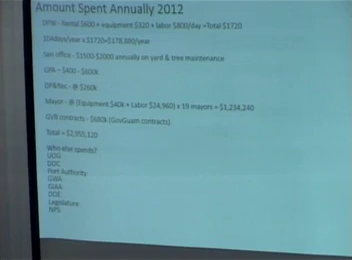 Amount Spent Annually 2012
DPW - Rental $600 + equipment $320 + labor $800/day =Total $1720
104days/year x $1720=$178,880/year
Sen office - $1500-$2000 annually on yard & tree maintenance
GPA - $400 - $600k
DP&Rec - @ $260k
Mayor - @ (Equipment $40k + Labor $24,960) x 19 mayors = $1,234,240
GVB contracts - $680k (GovGuam contracts)
Total = $2,955,120
Who else spends?
UOG
DOC
Port Authority
GWA
GIAA
DOE
Legislature
NPS